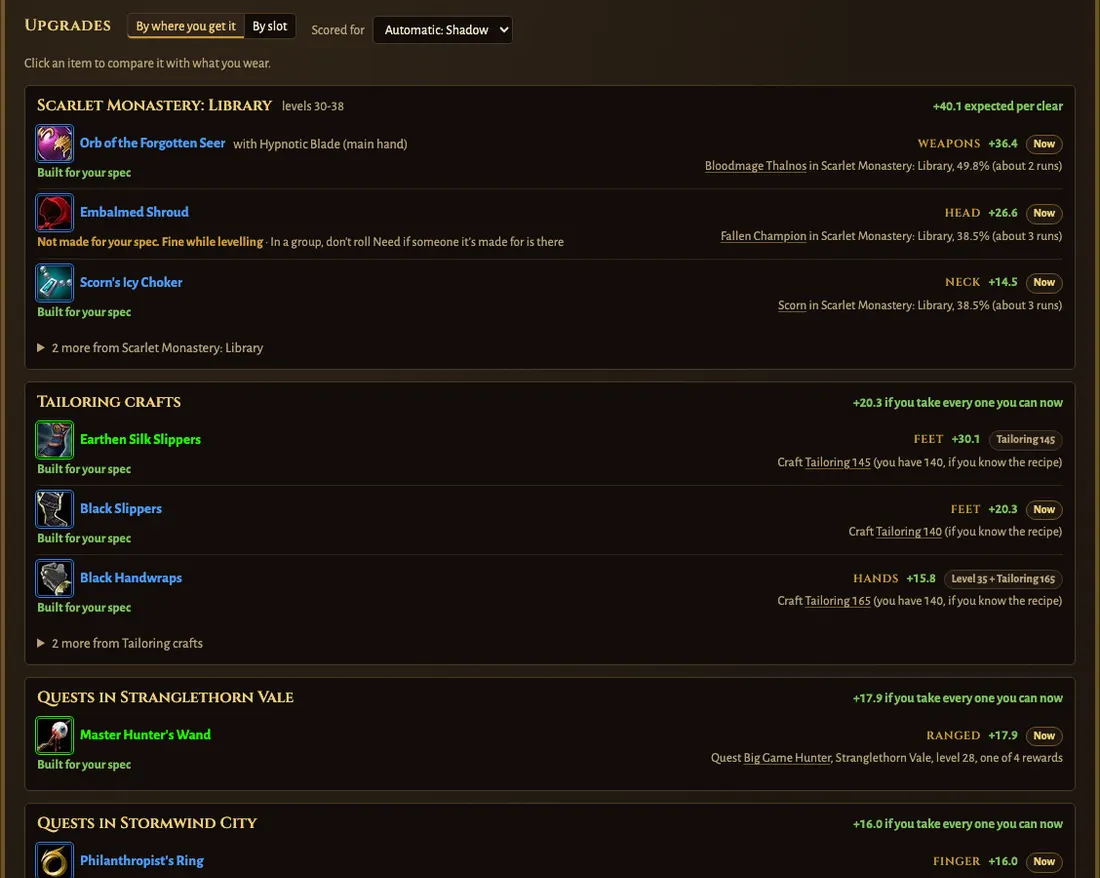 Upgrades By where you get it By slot Scored for Automatic: Shadow
Click an item to compare it with what you wear.
Scarlet Monastery: Library levels 30-38 +40.1 expected per clear
Orb of the Forgotten Seer with Hypnotic Blade (main hand) WEAPONS +36.4 Now
Built for your spec Bloodmage Thalnos in Scarlet Monastery: Library, 49.8% (about 2 runs)
Embalmed Shroud HEAD +26.6 Now
Not made for your spec. Fine while levelling · In a group, don't roll Need if someone it's made for is there Fallen Champion in Scarlet Monastery: Library, 38.5% (about 3 runs)
Scorn's Icy Choker NECK +14.5 Now
Built for your spec Scorn in Scarlet Monastery: Library, 38.5% (about 3 runs)
2 more from Scarlet Monastery: Library
Tailoring crafts +20.3 if you take every one you can now
Earthen Silk Slippers FEET +30.1 Tailoring 145
Built for your spec Craft Tailoring 145 (you have 140, if you know the recipe)
Black Slippers FEET +20.3 Now
Built for your spec Craft Tailoring 140 (if you know the recipe)
Black Handwraps HANDS +15.8 Level 35 + Tailoring 165
Built for your spec Craft Tailoring 165 (you have 140, if you know the recipe)
2 more from Tailoring crafts
Quests in Stranglethorn Vale +17.9 if you take every one you can now
Master Hunter's Wand RANGED +17.9 Now
Built for your spec Quest Big Game Hunter, Stranglethorn Vale, level 28, one of 4 rewards
Quests in Stormwind City +16.0 if you take every one you can now
Philanthropist's Ring FINGER +16.0 Now